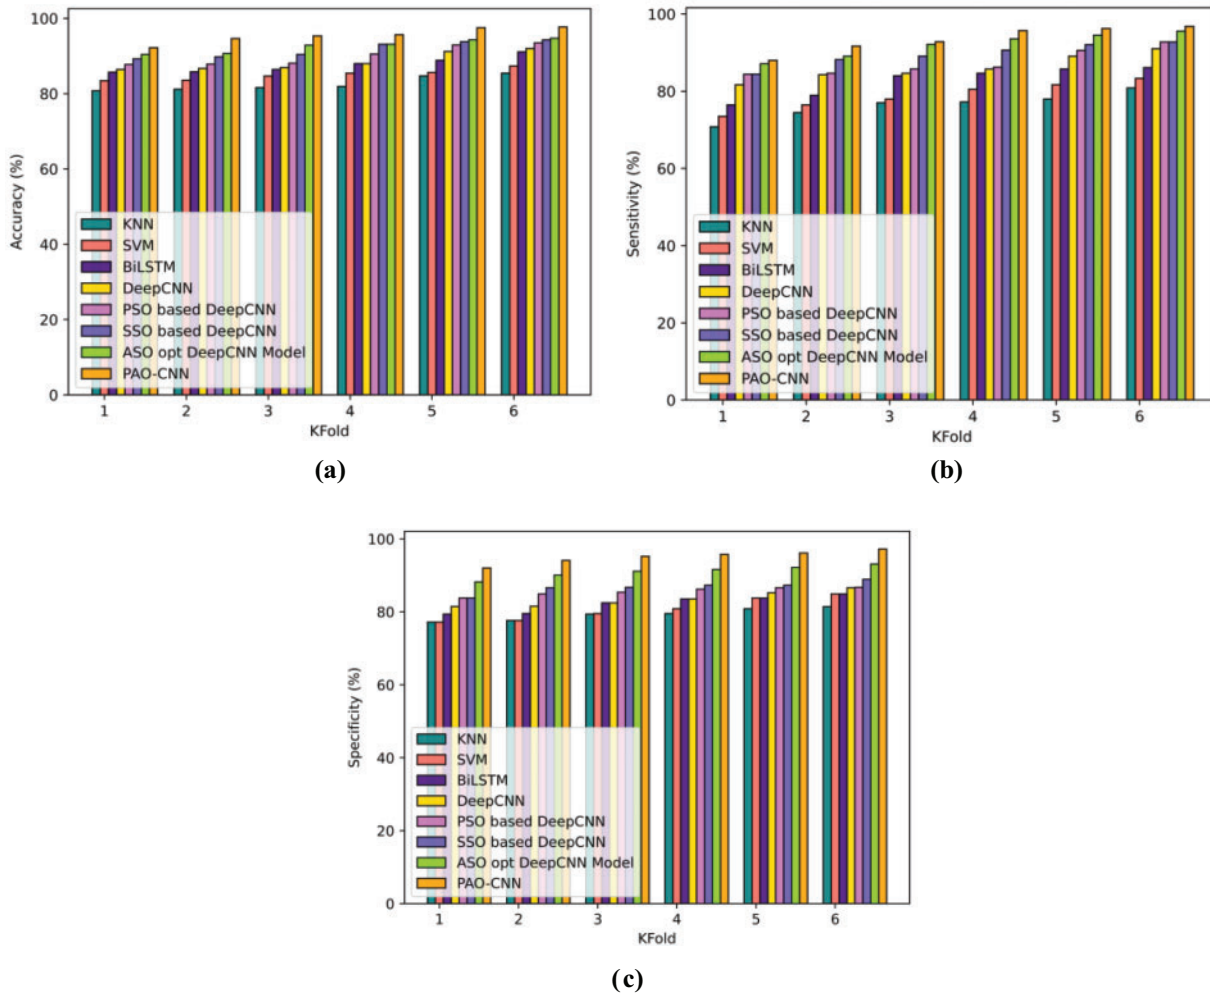 100
80
60
40
20
0
Accuracy (%)
KNN
SVM
BiLSTM
DeepCNN
PSO based DeepCNN
SSO based DeepCNN
ASO opt DeepCNN Model
PAO-CNN
1 2 3 4 5 6
KFold
(a)
100
80
60
40
20
0
Sensitivity (%)
KNN
SVM
BiLSTM
DeepCNN
PSO based DeepCNN
SSO based DeepCNN
ASO opt DeepCNN Model
PAO-CNN
1 2 3 4 5 6
KFold
(b)
100
80
60
40
20
0
Specificity (%)
KNN
SVM
BiLSTM
DeepCNN
PSO based DeepCNN
SSO based DeepCNN
ASO opt DeepCNN Model
PAO-CNN
1 2 3 4 5 6
KFold
(c)